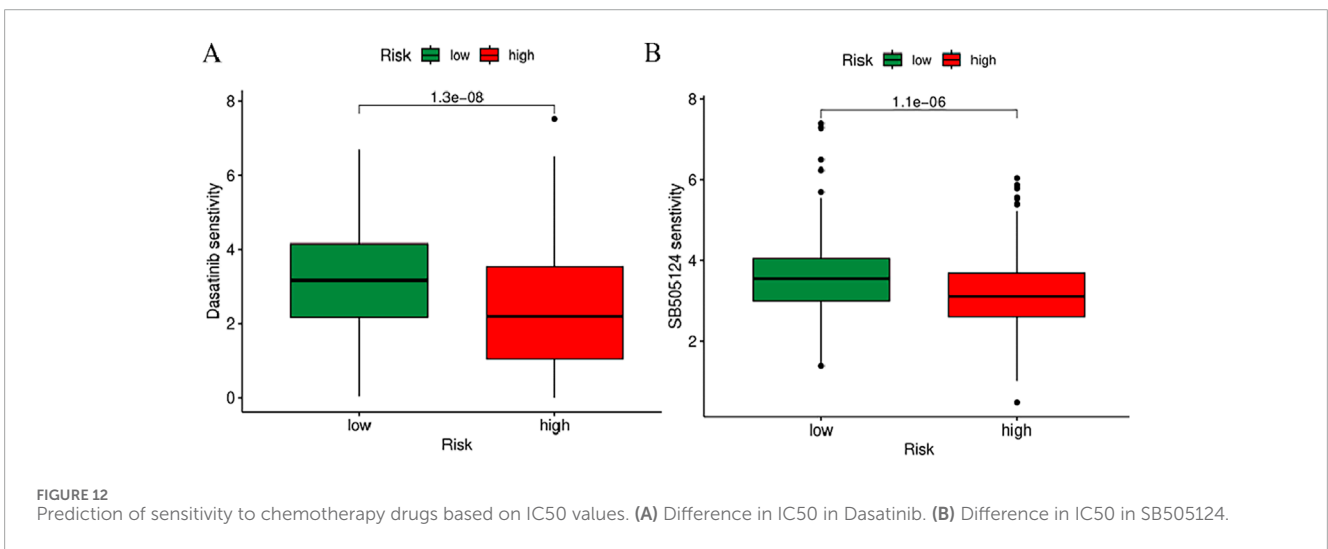 A
Risk low high
1.3e-08
8
6
4
2
0
Dasatinib senstivity
low high
Risk
B
Risk low high
1.1e-06
8
6
4
2
SB505124 senstivity
low high
Risk
FIGURE 12
Prediction of sensitivity to chemotherapy drugs based on IC50 values. (A) Difference in IC50 in Dasatinib. (B) Difference in IC50 in SB505124.